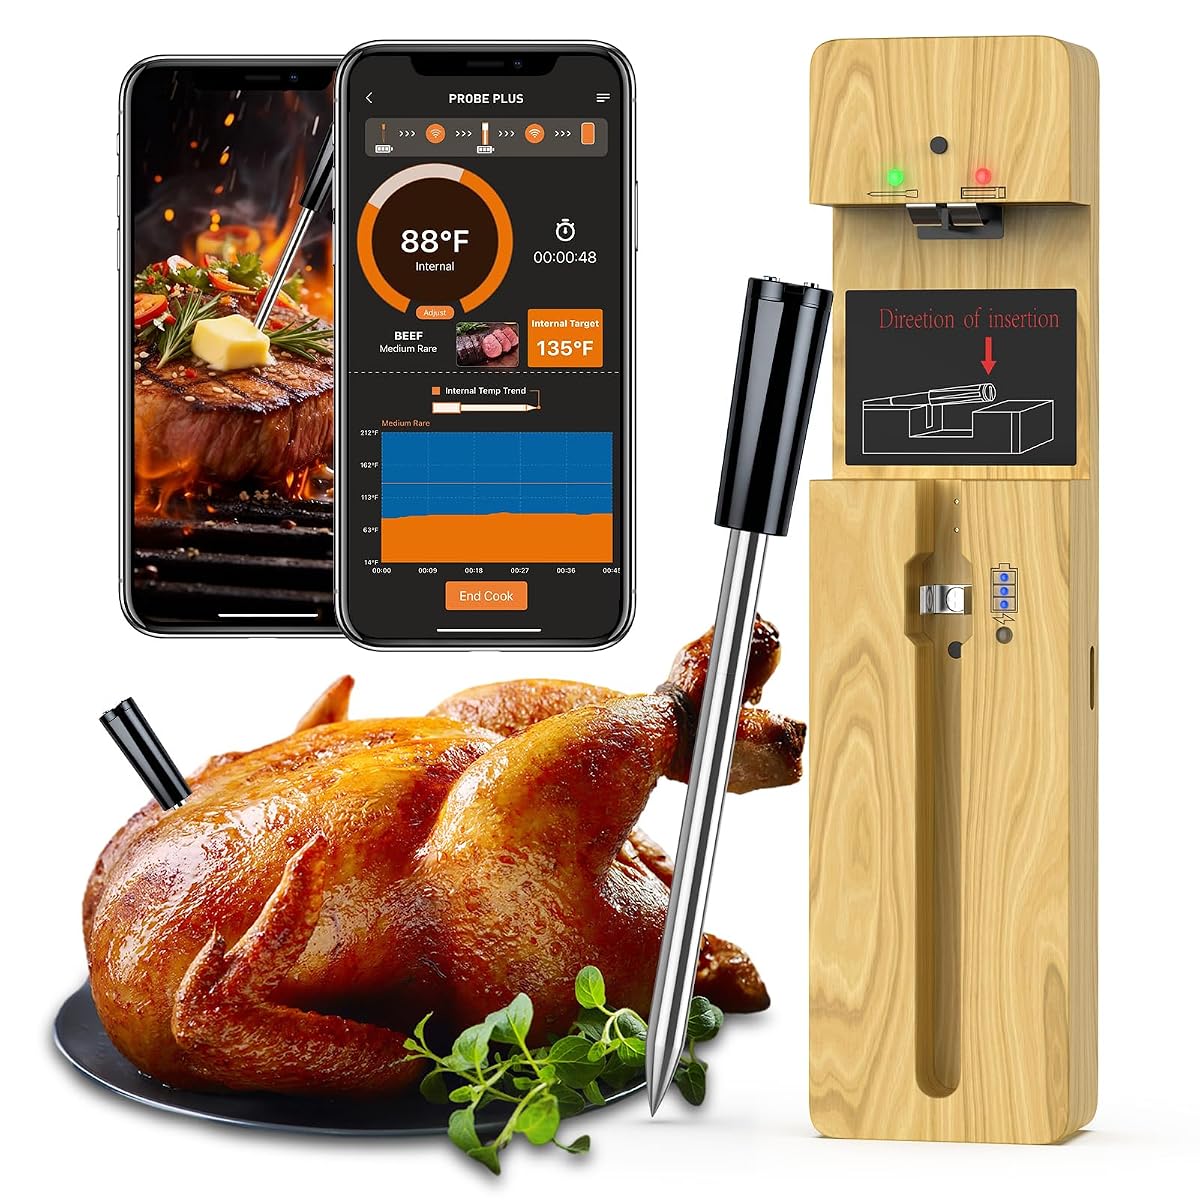 PROBE PLUS
88°F
Internal
00:00:48
Adjust
BEEF
Medium Rare
Internal Target
135°F
Internal Temp Trend
Medium Rare
212°F
162°F
113°F
63°F
14°F
00:00
00:09
00:18
00:27
00:36
00:45
End Cook
Direetion of insertion